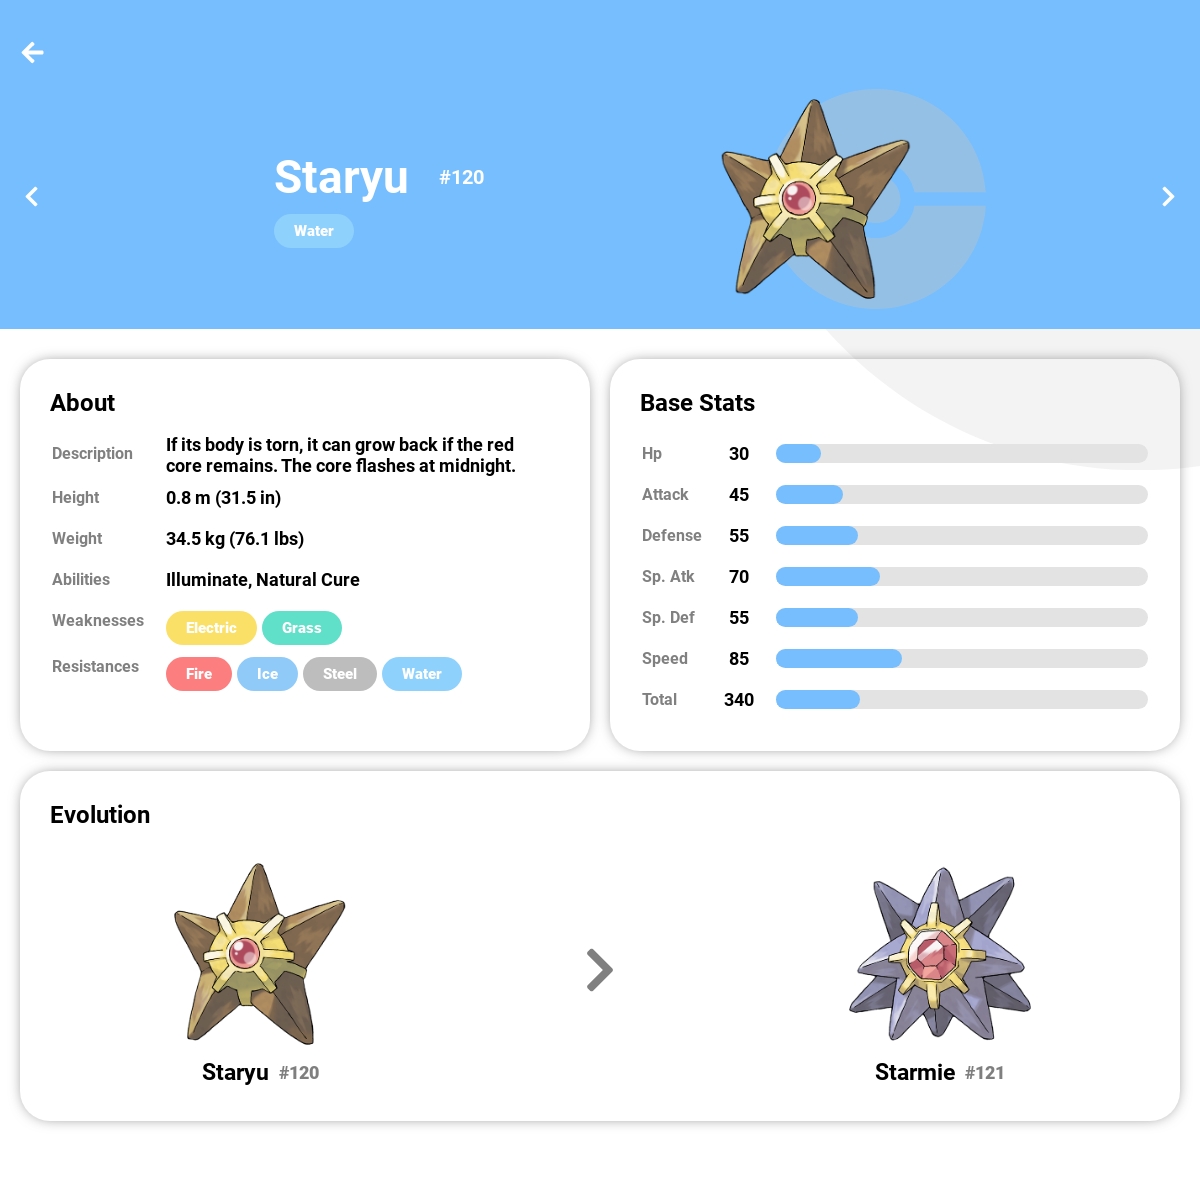 Staryu #120
Water
About
Description If its body is torn, it can grow back if the red
core remains. The core flashes at midnight.
Height 0.8 m (31.5 in)
Weight 34.5 kg (76.1 lbs)
Abilities Illuminate, Natural Cure
Weaknesses Electric Grass
Resistances Fire Ice Steel Water
Base Stats
Hp 30
Attack 45
Defense 55
Sp. Atk 70
Sp. Def 55
Speed 85
Total 340
Evolution
Staryu #120
Starmie #121